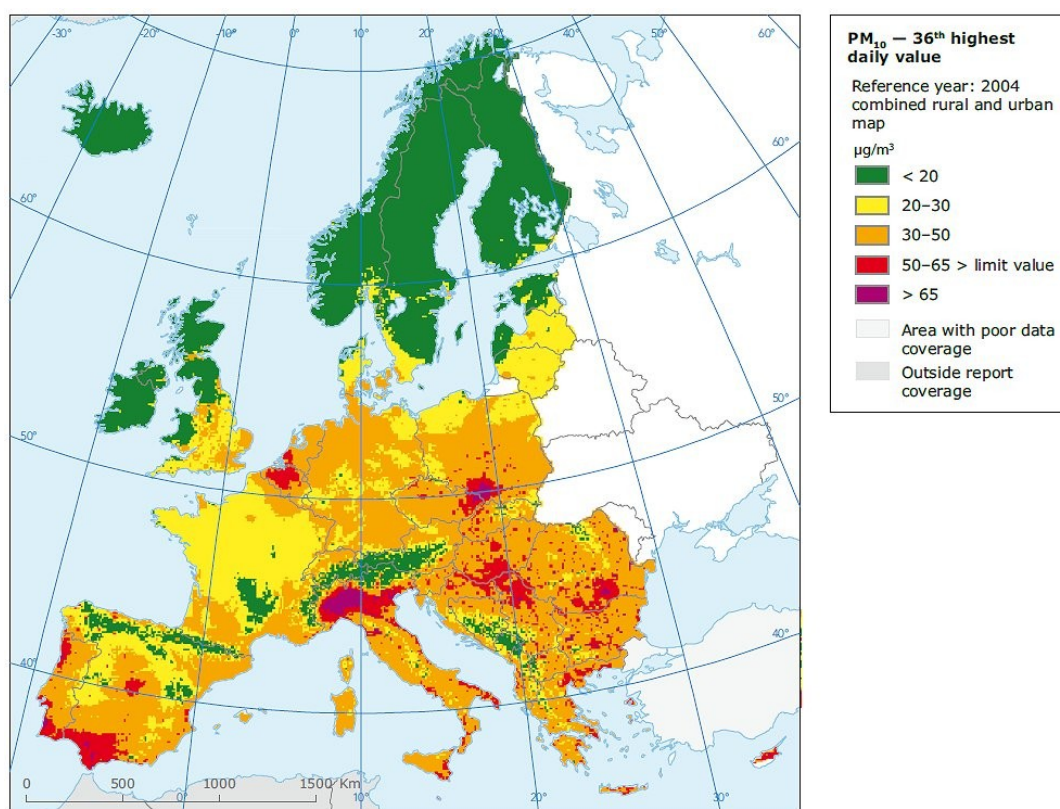 -30°
-20°
-10°
0°
10°
20°
30°
40°
50°
60°
60°
60°
50°
50°
40°
40°
0 500 1000 1500 Km
0°
10°
20°
30°
PM₁₀ — 36ᵗʰ highest
daily value
Reference year: 2004
combined rural and urban
map
µg/m³
< 20
20–30
30–50
50–65 > limit value
> 65
Area with poor data
coverage
Outside report
coverage